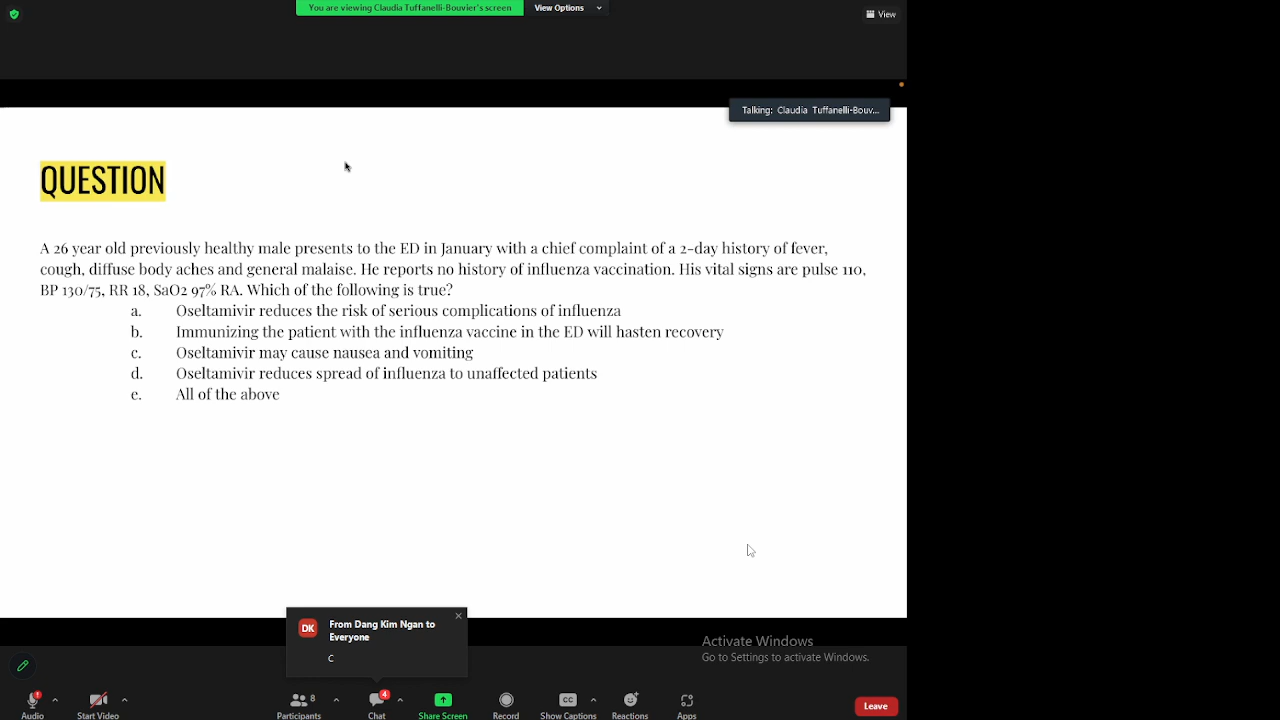 You are viewing Claudia Tuffanelli-Bouvier's screen
View Options
View
Talking: Claudia Tuffanelli-Bouv...
QUESTION
A 26 year old previously healthy male presents to the ED in January with a chief complaint of a 2-day history of fever,
cough, diffuse body aches and general malaise. He reports no history of influenza vaccination. His vital signs are pulse 110,
BP 130/75, RR 18, SaO2 97% RA. Which of the following is true?
a. Oseltamivir reduces the risk of serious complications of influenza
b. Immunizing the patient with the influenza vaccine in the ED will hasten recovery
c. Oseltamivir may cause nausea and vomiting
d. Oseltamivir reduces spread of influenza to unaffected patients
e. All of the above
DK
From Dang Kim Ngan to
Everyone
C
Activate Windows
Go to Settings to activate Windows.
8
4
CC
Audio
Start Video
Participants
Chat
Share Screen
Record
Show Captions
Reactions
Apps
Leave